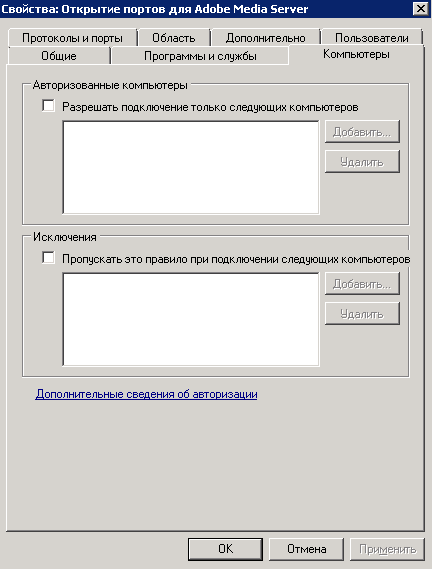 Свойства: Открытие портов для Adobe Media Server
Протоколы и порты Область Дополнительно Пользователи
Общие Программы и службы Компьютеры
Авторизованные компьютеры
Разрешать подключение только следующих компьютеров
Добавить...
Удалить
Исключения
Пропускать это правило при подключении следующих компьютеров
Добавить...
Удалить
Дополнительные сведения об авторизации
OK Отмена Применить